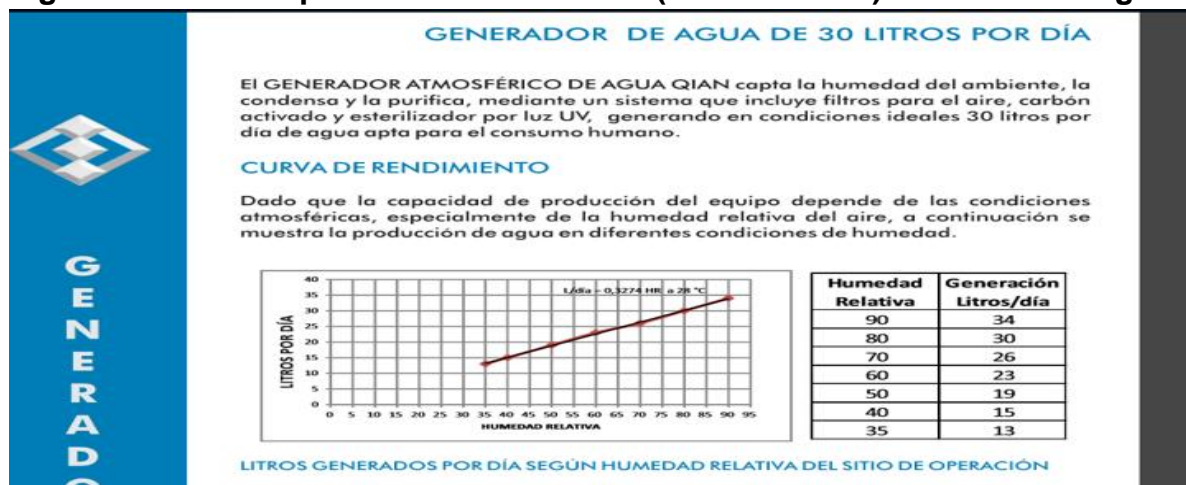 GENERADOR DE AGUA DE 30 LITROS POR DÍA
El GENERADOR ATMOSFÉRICO DE AGUA QIAN capta la humedad del ambiente, la
condensa y la purifica, mediante un sistema que incluye filtros para el aire, carbón
activado y esterilizador por luz UV, generando en condiciones ideales 30 litros por
día de agua apta para el consumo humano.
CURVA DE RENDIMIENTO
Dado que la capacidad de producción del equipo depende de las condiciones
atmosféricas, especialmente de la humedad relativa del aire, a continuación se
muestra la producción de agua en diferentes condiciones de humedad.
GENERADO
L/día = 0,3274 HR a 28 °C
LITROS POR DÍA
40
35
30
25
20
15
10
5
0
0 5 10 15 20 25 30 35 40 45 50 55 60 65 70 75 80 85 90 95
HUMEDAD RELATIVA
Humedad Relativa Generación Litros/día
90 34
80 30
70 26
60 23
50 19
40 15
35 13
LITROS GENERADOS POR DÍA SEGÚN HUMEDAD RELATIVA DEL SITIO DE OPERACIÓN